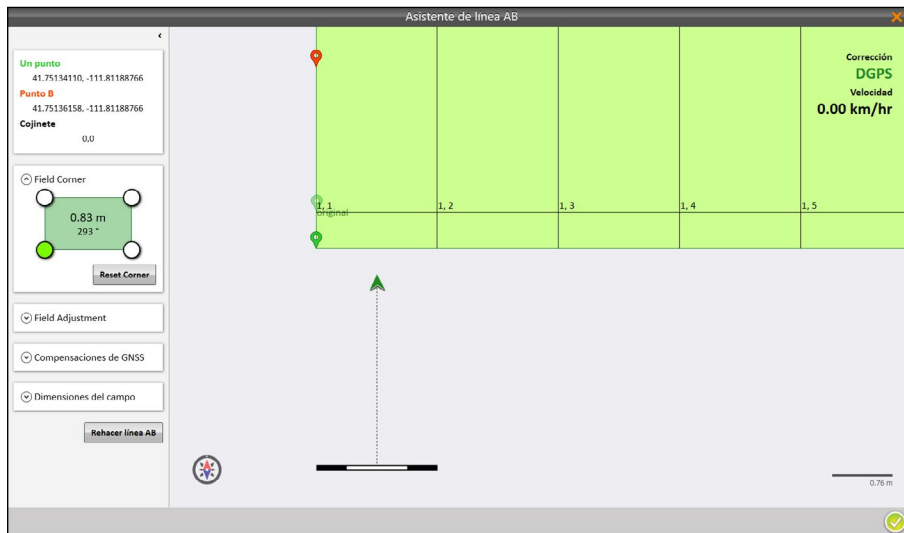 Asistente de línea AB
Un punto
41.75134110, -111.81188766
Punto B
41.75136158, -111.81188766
Cojinete
0,0
Field Corner
0.83 m
293 °
Reset Corner
Field Adjustment
Compensaciones de GNSS
Dimensiones del campo
Rehacer línea AB
Corrección
DGPS
Velocidad
0.00 km/hr
1, 1
1, 2
1, 3
1, 4
1, 5
original
0.76 m